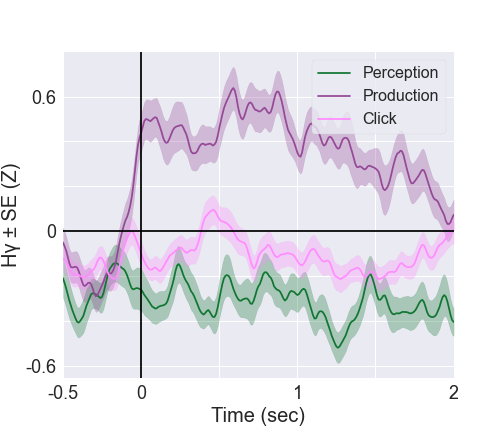 Perception
Production
Click
Hγ ± SE (Z)
0.6
0
-0.6
-0.5
0
1
2
Time (sec)